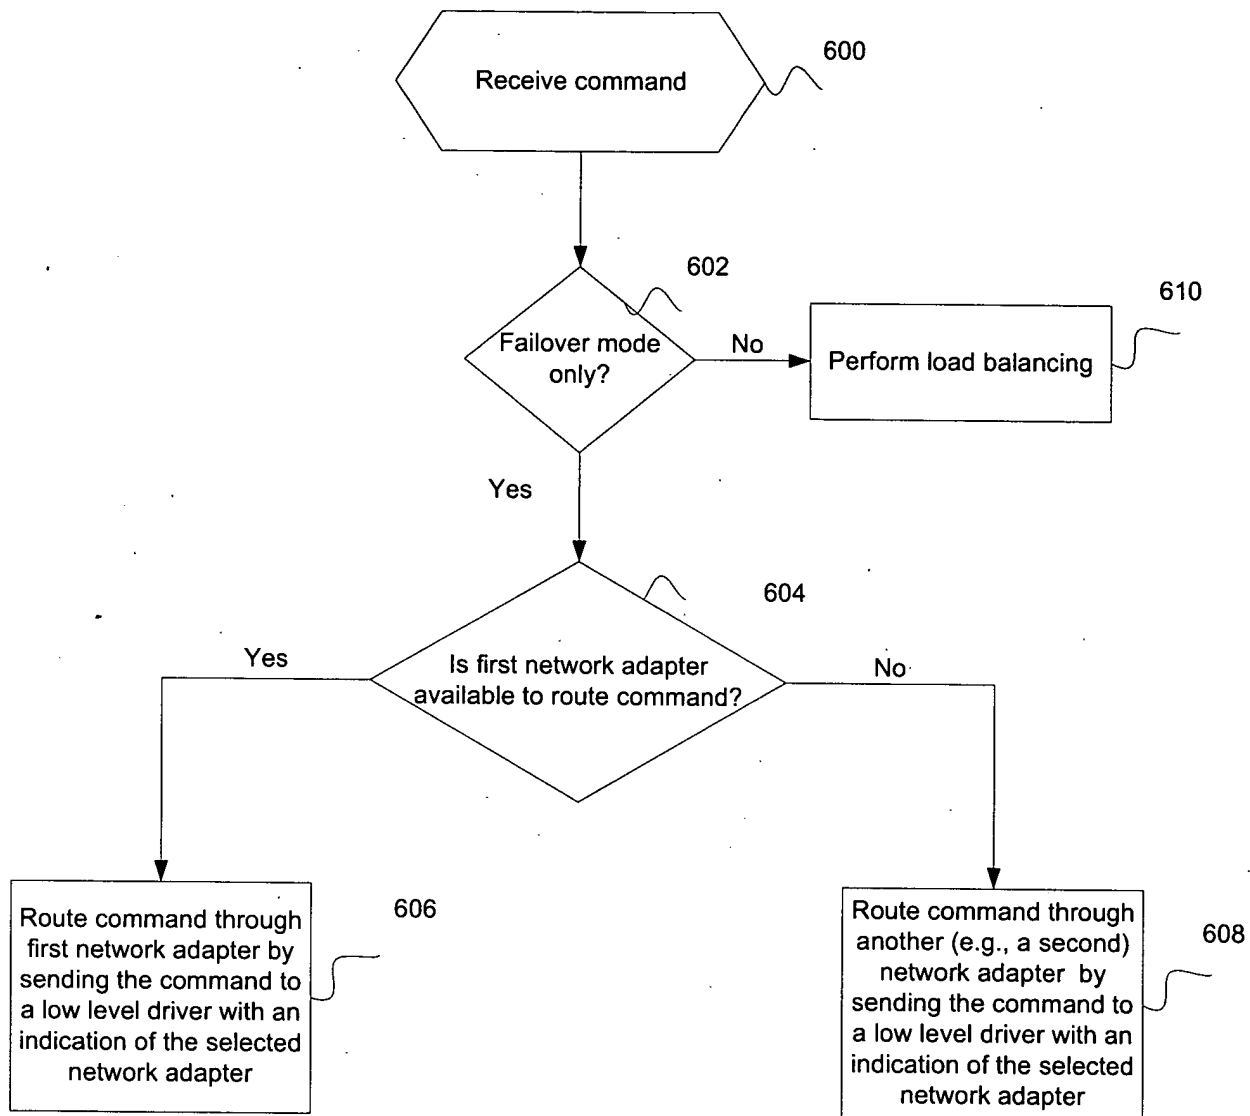 600
Receive command
602
Failover mode
only?
No
610
Perform load balancing
Yes
604
Is first network adapter
available to route command?
Yes
No
606
Route command through
first network adapter by
sending the command to
a low level driver with an
indication of the selected
network adapter
608
Route command through
another (e.g., a second)
network adapter by
sending the command to
a low level driver with an
indication of the selected
network adapter